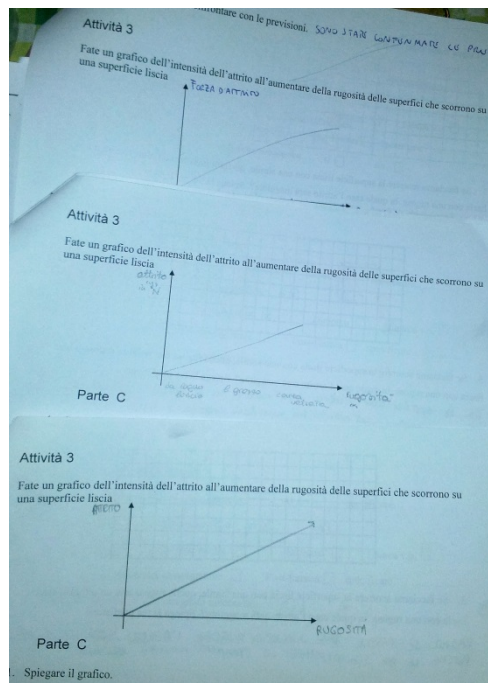 confrontare con le previsioni. SONO STATE CONFERMATE LE
Attività 3
Fate un grafico dell'intensità dell'attrito all'aumentare della rugosità delle superfici che scorrono su
una superficie liscia
FORZA D'ATTRITO
Attività 3
Fate un grafico dell'intensità dell'attrito all'aumentare della rugosità delle superfici che scorrono su
una superficie liscia
attrito
rugosità
Parte C
Attività 3
Fate un grafico dell'intensità dell'attrito all'aumentare della rugosità delle superfici che scorrono su
una superficie liscia
ATTRITO
RUGOSITÀ
Parte C
1. Spiegare il grafico.